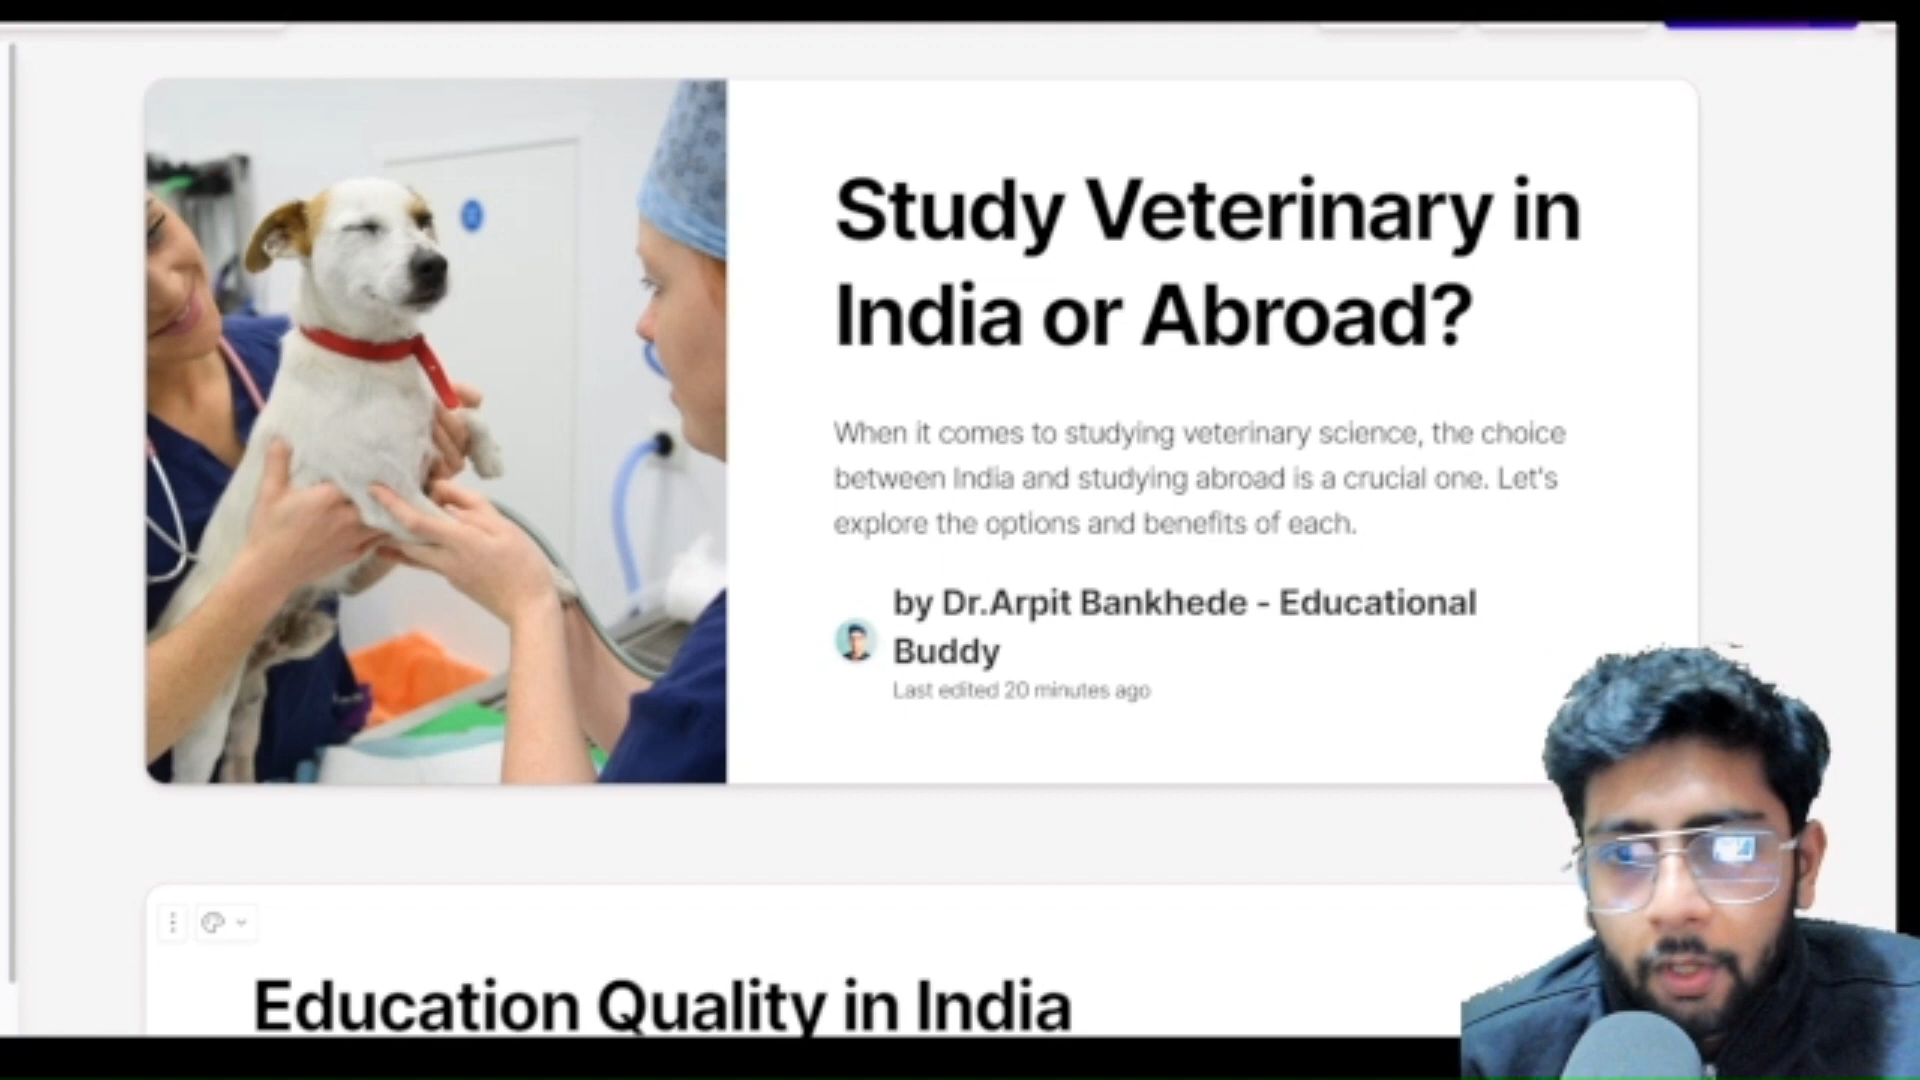 Study Veterinary in
India or Abroad?
When it comes to studying veterinary science, the choice
between India and studying abroad is a crucial one. Let's
explore the options and benefits of each.
by Dr.Arpit Bankhede - Educational
Buddy
Last edited 20 minutes ago
Education Quality in India